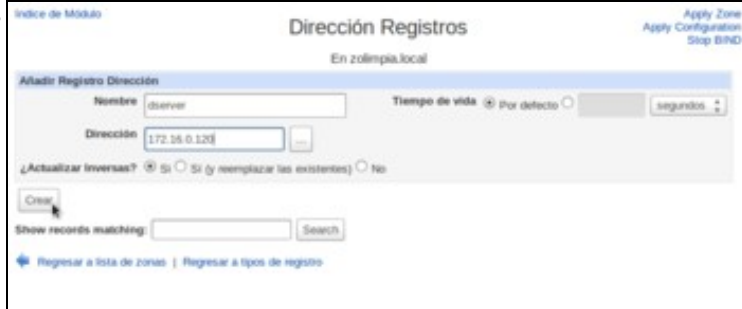 Índice de Módulo
Dirección Registros
Apply Zone
Apply Configuration
Stop BIND
En zolimpia.local
Añadir Registro Dirección
Nombre dserver Tiempo de vida Por defecto segundos
Dirección 172.16.0.120 ...
¿Actualizar Inversas? Si Sí (y reemplazar las existentes) No
Crear
Show records matching: Search
Regresar a lista de zonas | Regresar a tipos de registro